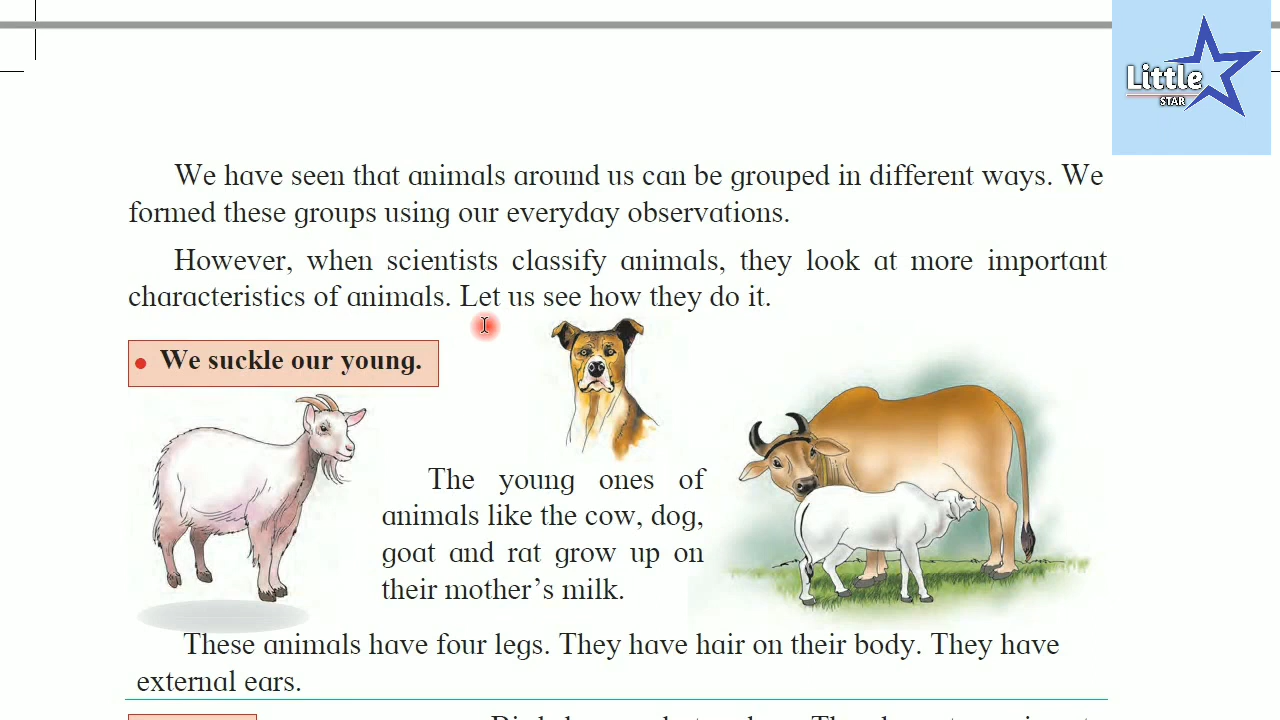 Little
STAR
We have seen that animals around us can be grouped in different ways. We
formed these groups using our everyday observations.
However, when scientists classify animals, they look at more important
characteristics of animals. Let us see how they do it.
• We suckle our young.
The young ones of
animals like the cow, dog,
goat and rat grow up on
their mother's milk.
These animals have four legs. They have hair on their body. They have
external ears.